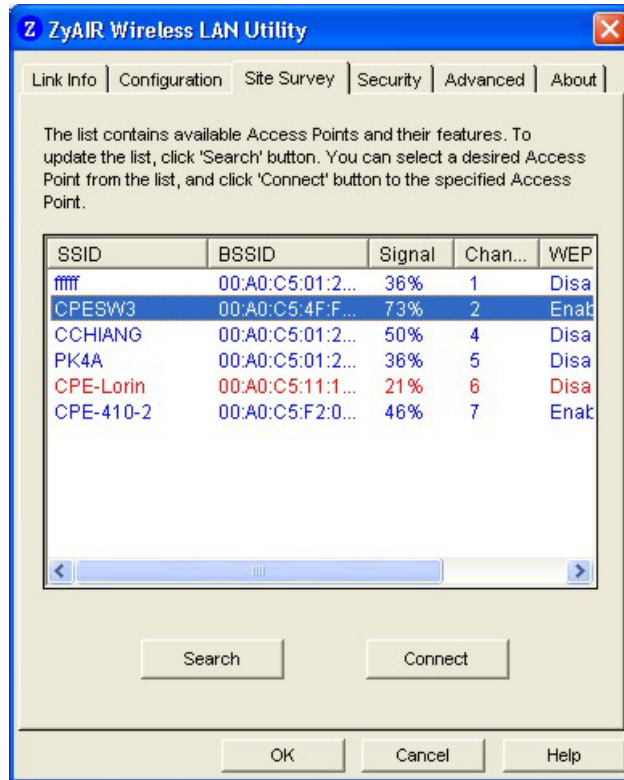 Z ZyAIR Wireless LAN Utility
Link Info Configuration Site Survey Security Advanced About
The list contains available Access Points and their features. To
update the list, click 'Search' button. You can select a desired Access
Point from the list, and click 'Connect' button to the specified Access
Point.
SSID BSSID Signal Chan... WEP
fffff 00:A0:C5:01:2... 36% 1 Disa
CPESW3 00:A0:C5:4F:F... 73% 2 Enab
CCHIANG 00:A0:C5:01:2... 50% 4 Disa
PK4A 00:A0:C5:01:2... 36% 5 Disa
CPE-Lorin 00:A0:C5:11:1... 21% 6 Disa
CPE-410-2 00:A0:C5:F2:0... 46% 7 Enab
Search Connect
OK Cancel Help